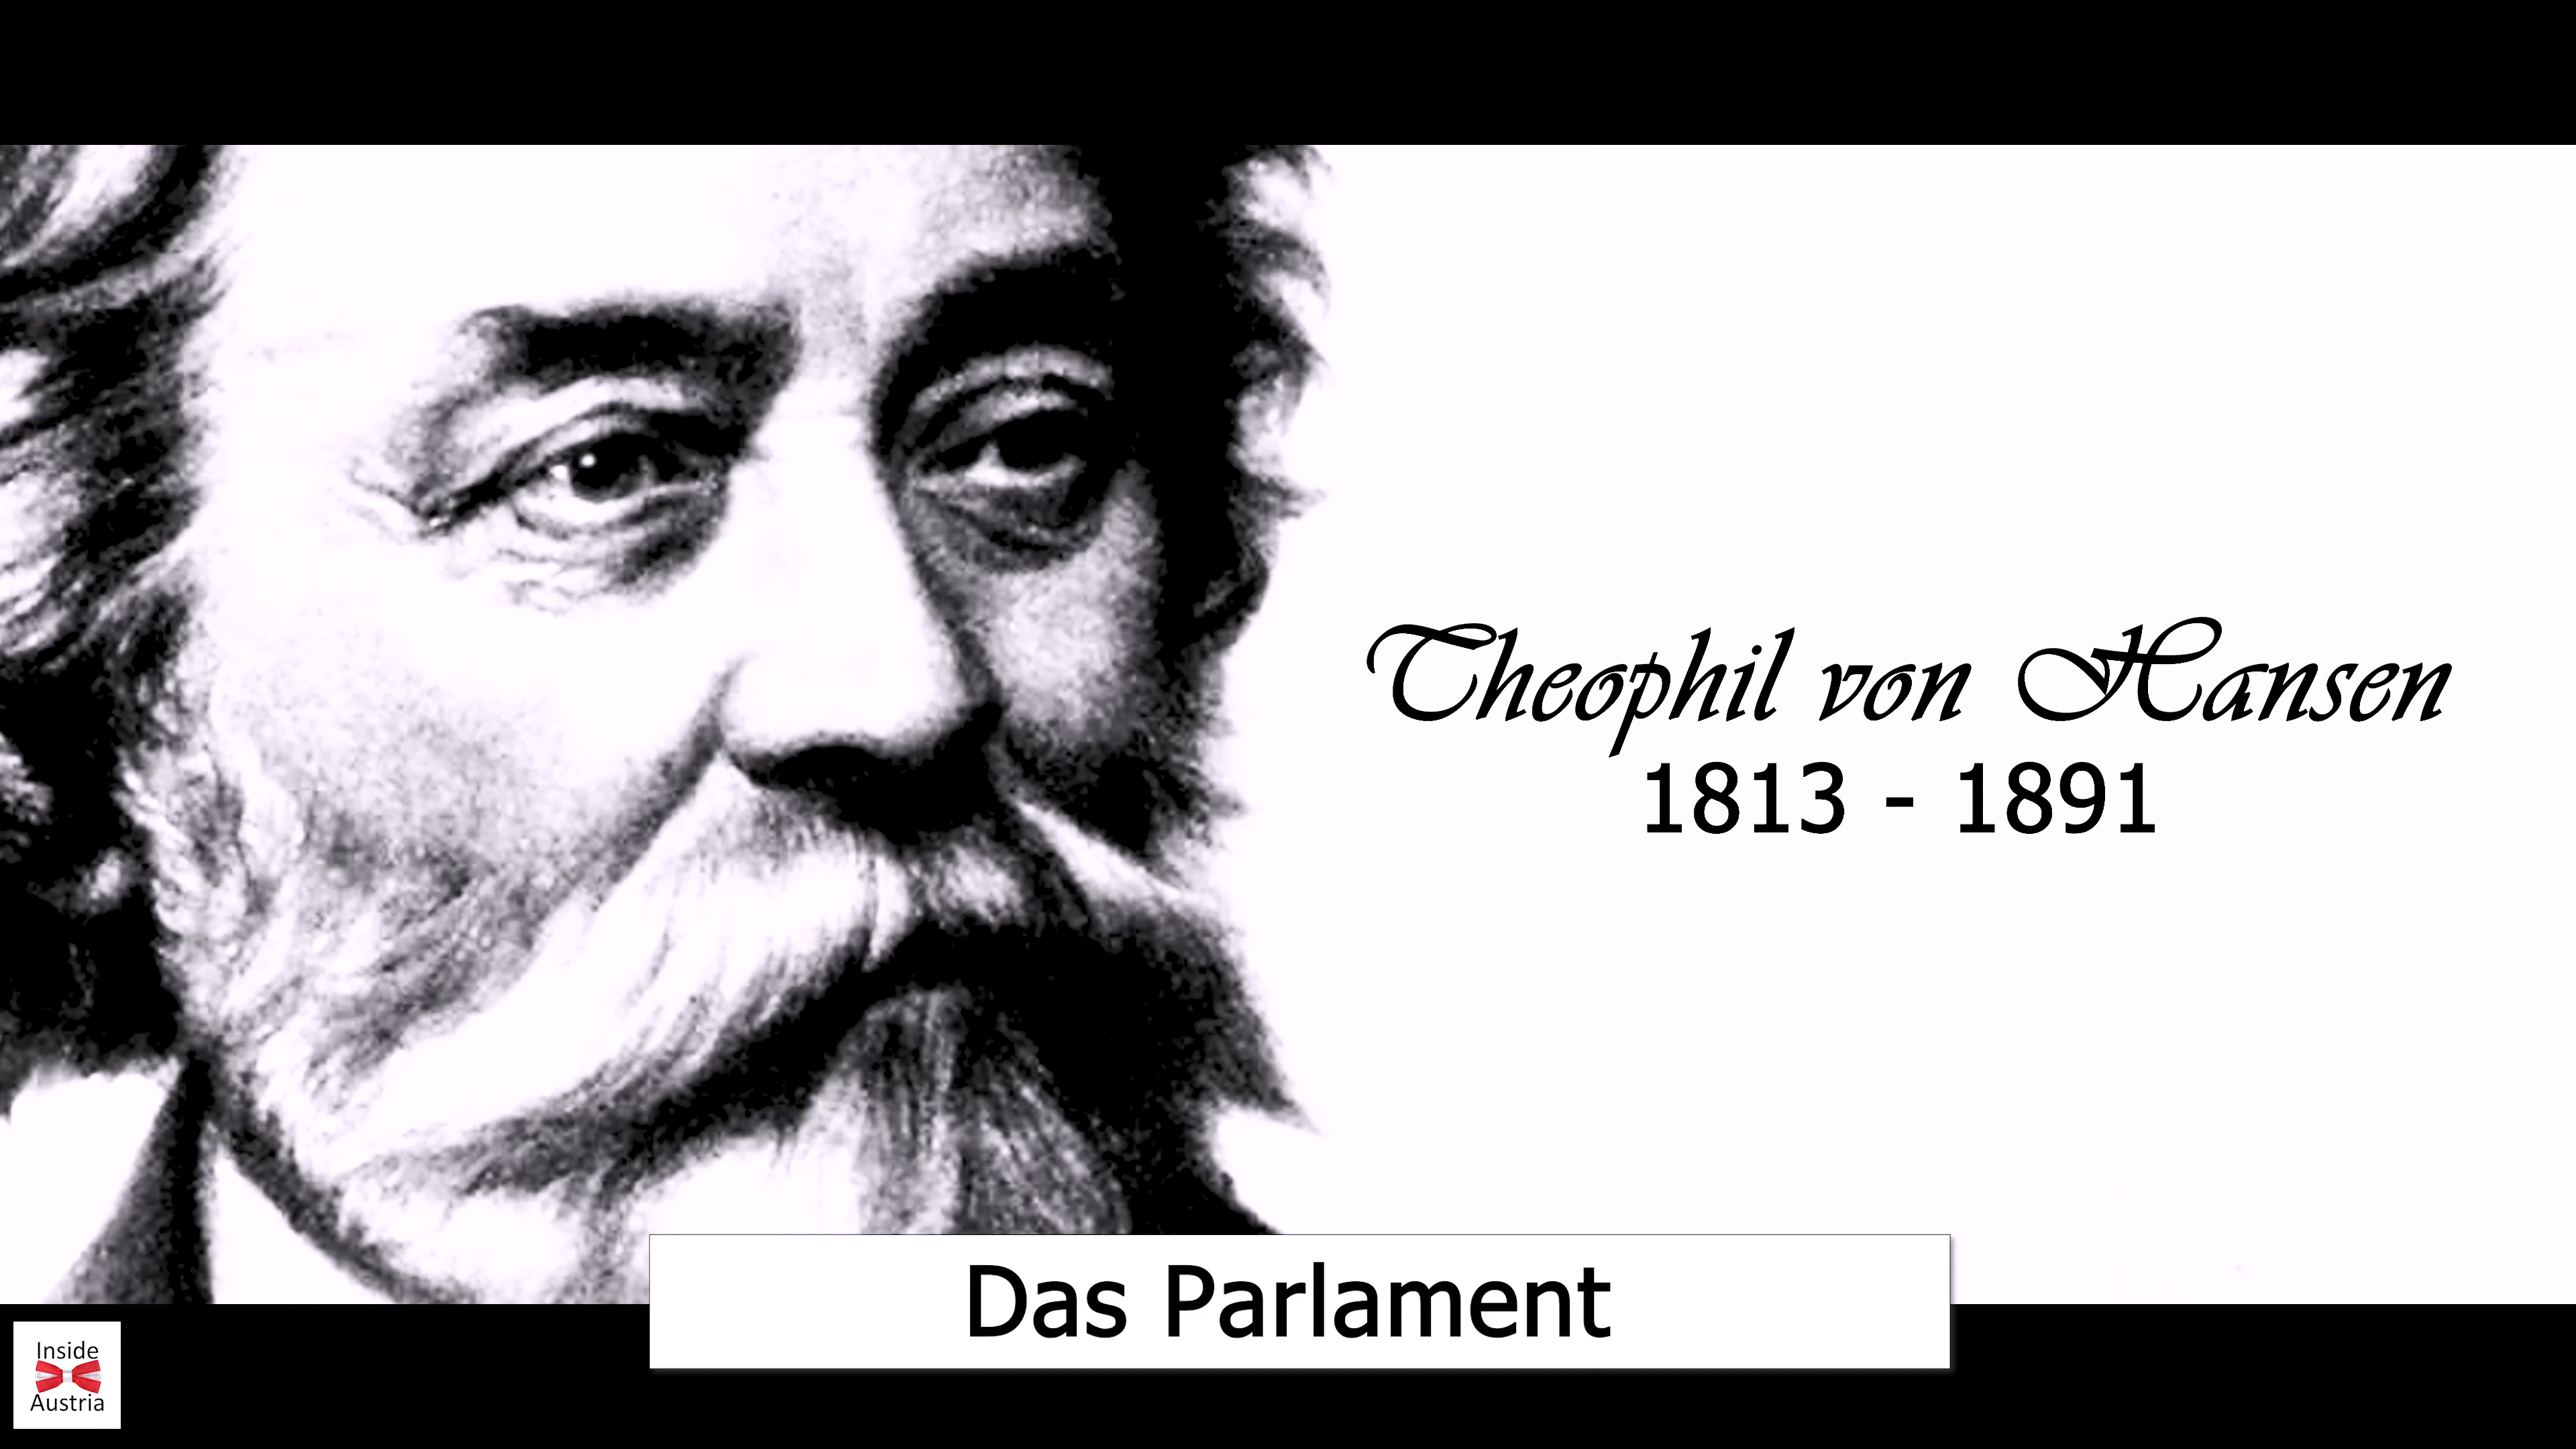 Theophil von Hansen
1813 - 1891
Das Parlament
Inside
Austria